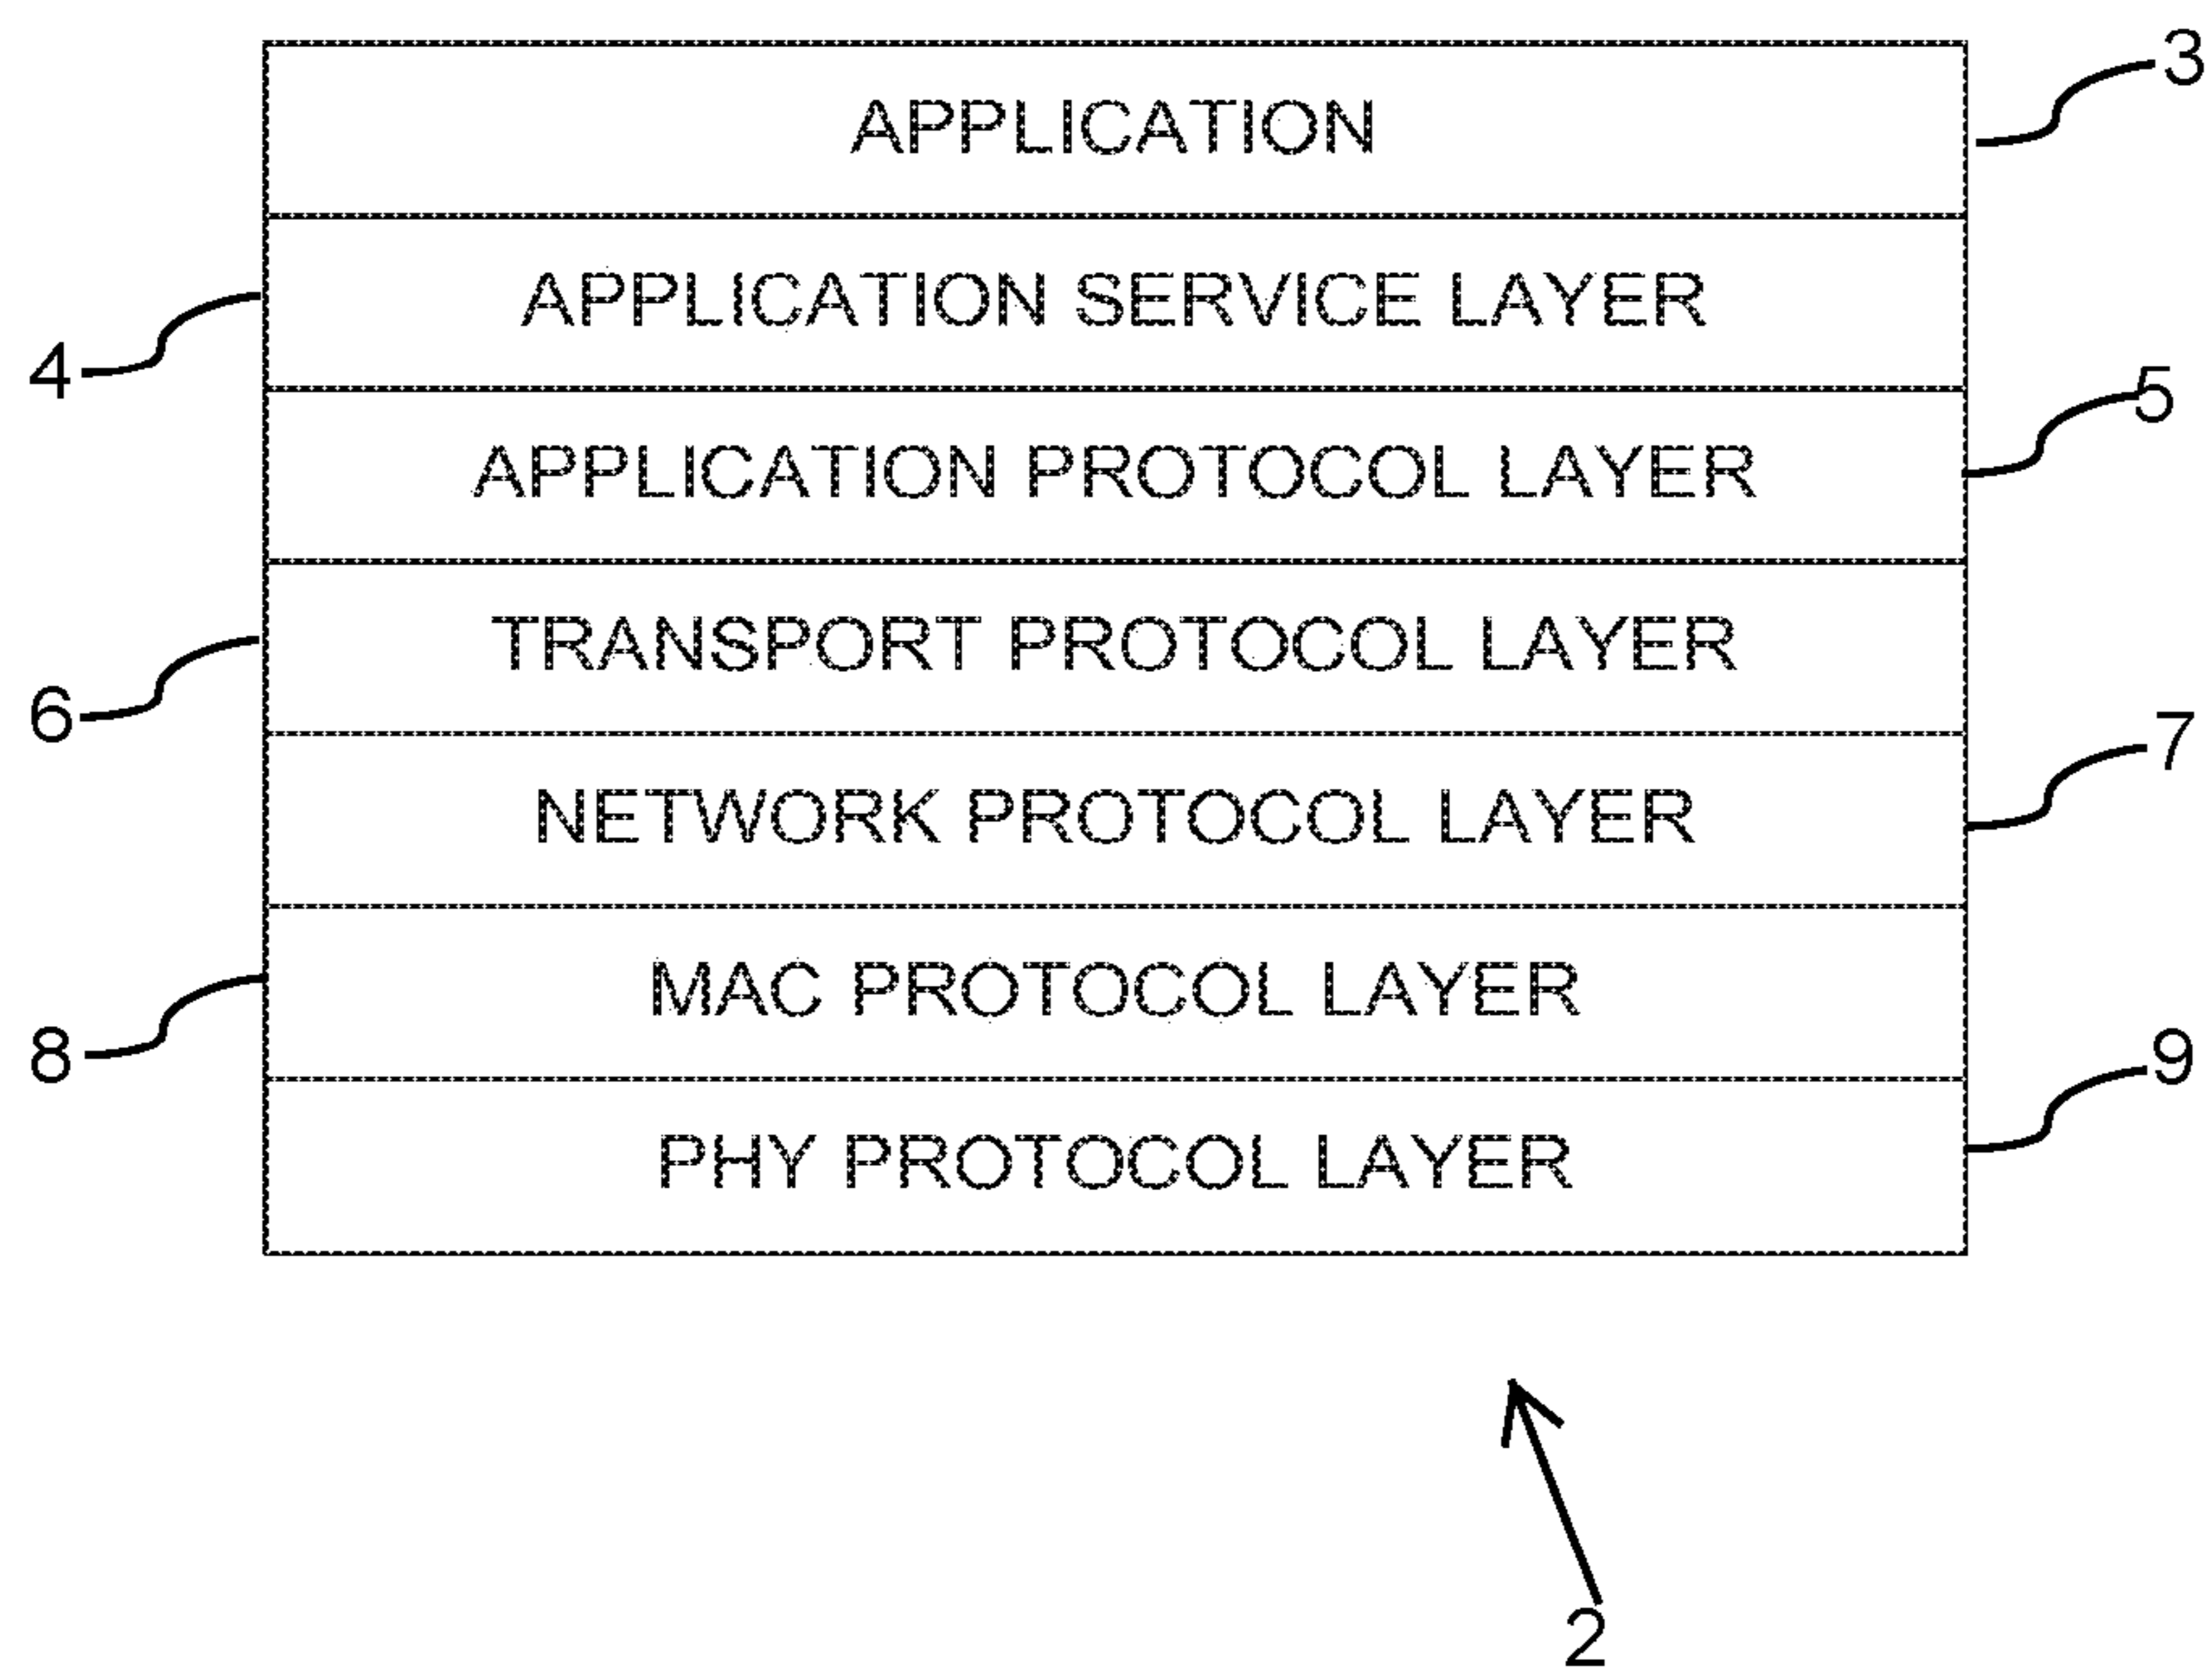 3
APPLICATION
4
APPLICATION SERVICE LAYER
5
APPLICATION PROTOCOL LAYER
6
TRANSPORT PROTOCOL LAYER
7
NETWORK PROTOCOL LAYER
8
MAC PROTOCOL LAYER
9
PHY PROTOCOL LAYER
2